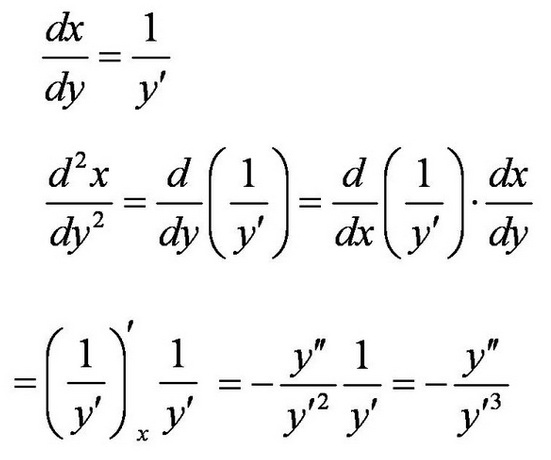 dx/dy = 1/y′
d²x/dy² = d/dy (1/y′) = d/dx (1/y′) · dx/dy
= (1/y′)′ₓ 1/y′ = − y″/y′² 1/y′ = − y″/y′³